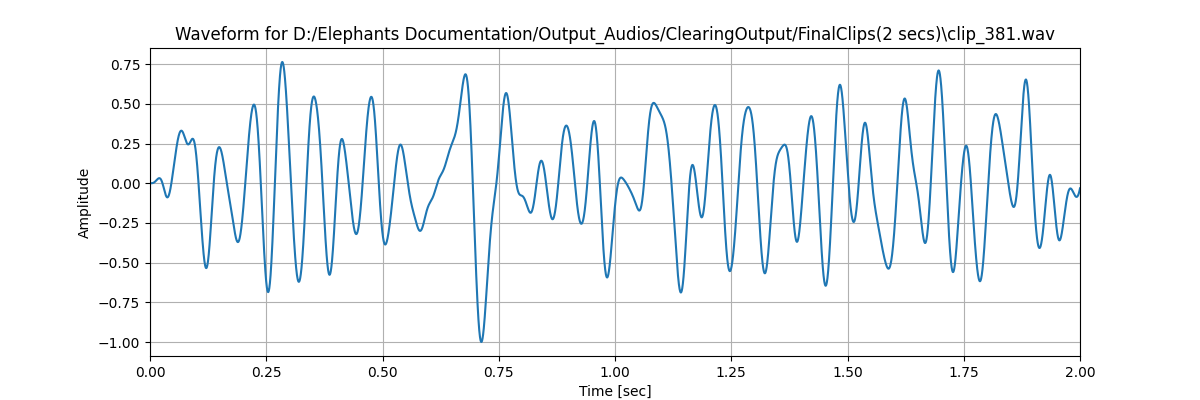 Waveform for D:/Elephants Documentation/Output_Audios/ClearingOutput/FinalClips(2 secs)\clip_381.wav
0.75
0.50
0.25
0.00
−0.25
−0.50
−0.75
−1.00
Amplitude
0.00 0.25 0.50 0.75 1.00 1.25 1.50 1.75 2.00
Time [sec]